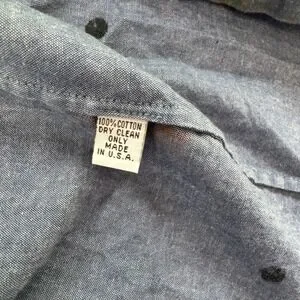 100% COTTON
DRY CLEAN
ONLY
MADE
IN U.S.A.